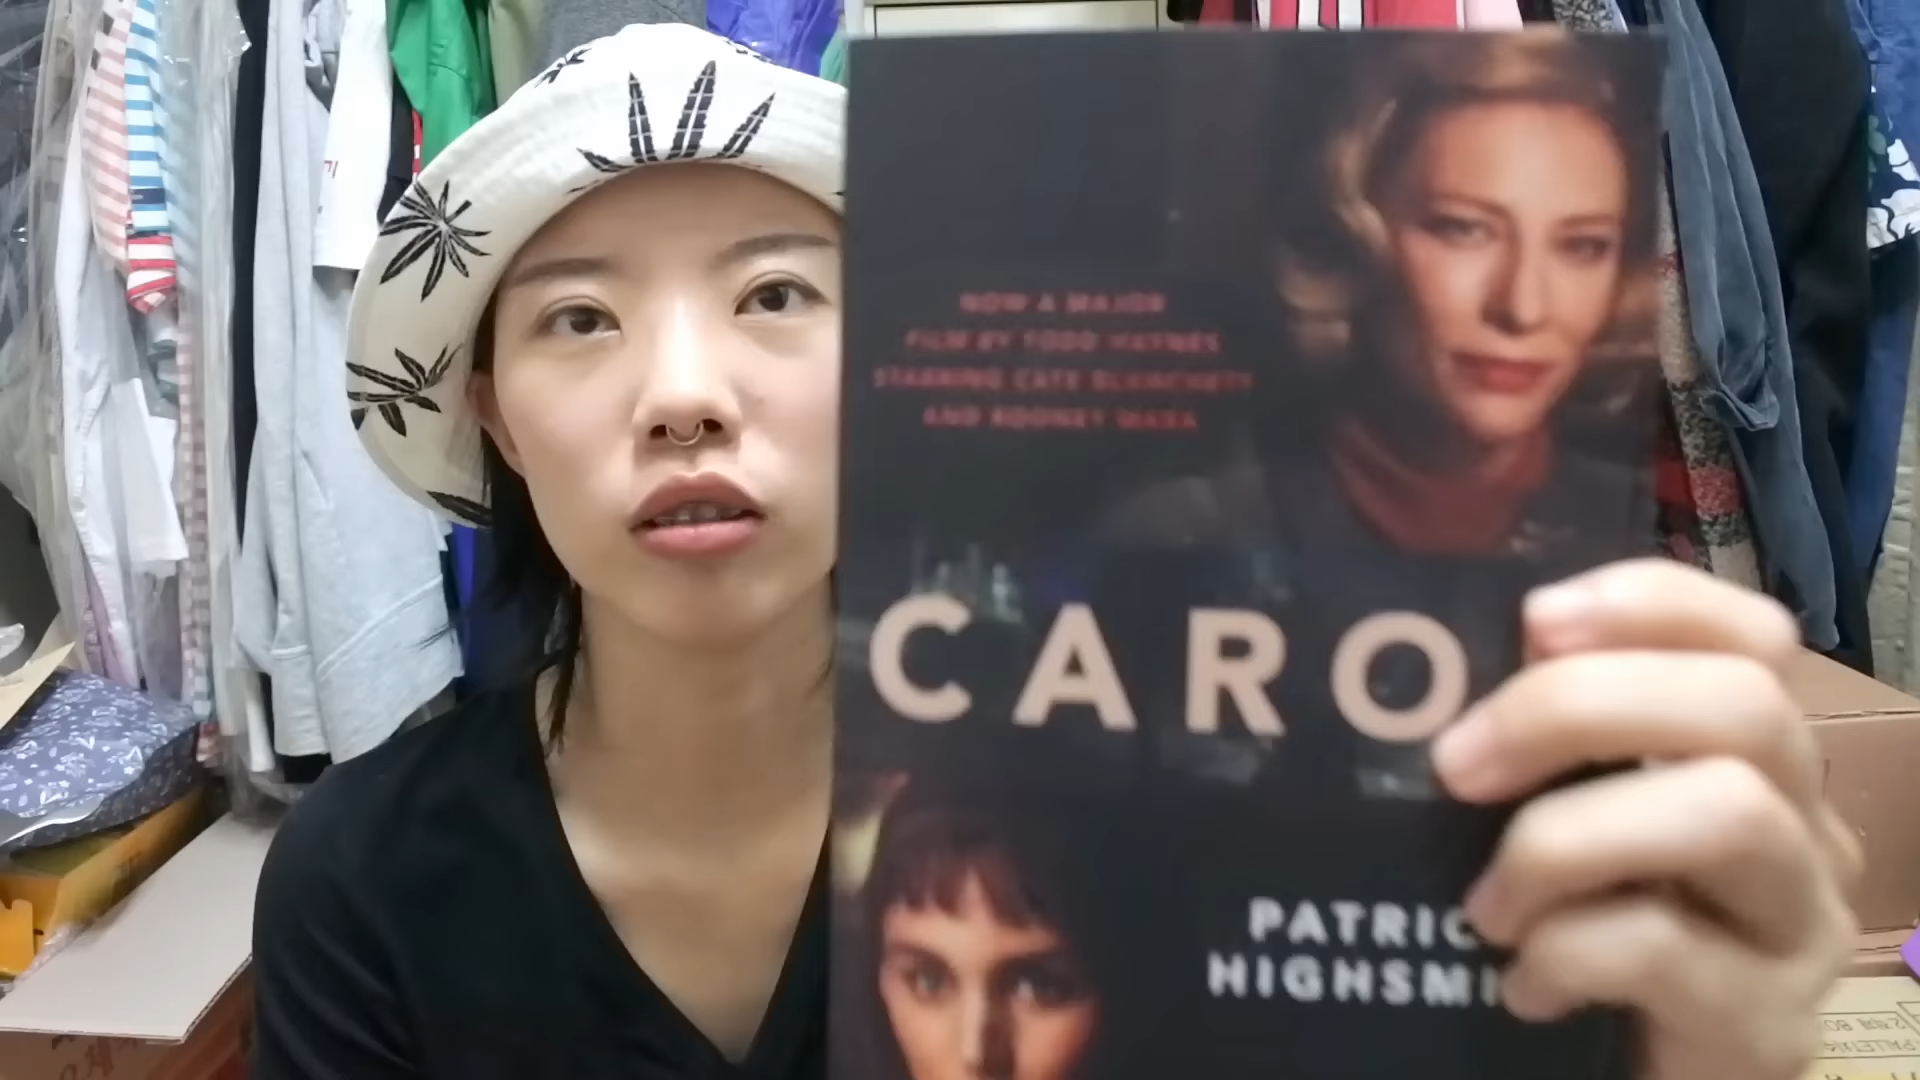 NOW A MAJOR
FILM BY TODD HAYNES
STARRING CATE BLANCHETT
AND ROONEY MARA
CARO
PATRIC
HIGHSMI